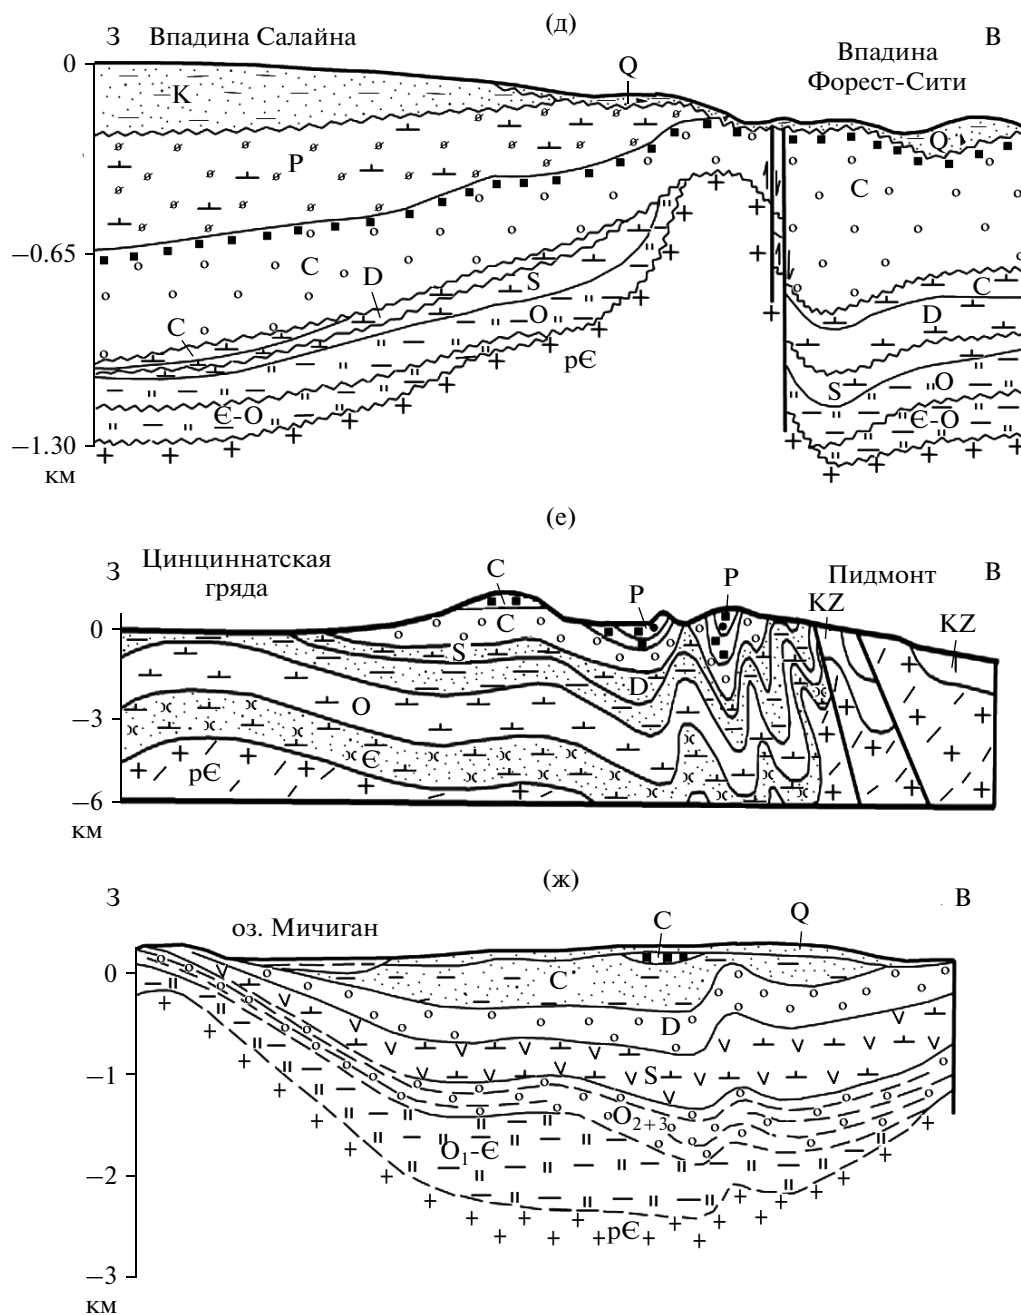 (д)
З Впадина Салайна В
Впадина
Форест-Сити
0
Q
K
Q
P
C
−0.65
C
D
S
C
D
C
O
pЄ
S
O
Є-O
Є-O
−1.30
км
(е)
З Цинциннатская
гряда
C
P
P
Пидмонт
В
KZ
KZ
0
C
S
D
O
−3
Є
pЄ
−6
км
(ж)
З В
оз. Мичиган
C
Q
0
C
D
−1
S
O2+3
O1-Є
−2
pЄ
−3
км